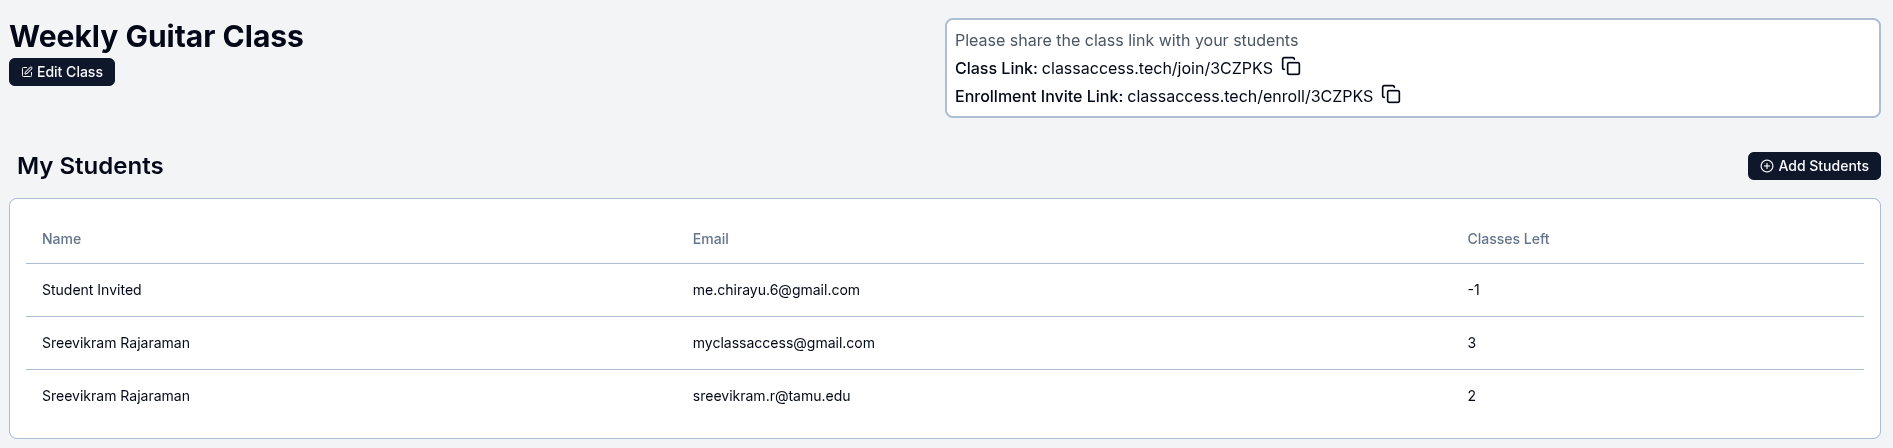 Weekly Guitar Class
Edit Class
Please share the class link with your students
Class Link: classaccess.tech/join/3CZPKS
Enrollment Invite Link: classaccess.tech/enroll/3CZPKS
My Students
Add Students
Name Email Classes Left
Student Invited me.chirayu.6@gmail.com -1
Sreevikram Rajaraman myclassaccess@gmail.com 3
Sreevikram Rajaraman sreevikram.r@tamu.edu 2